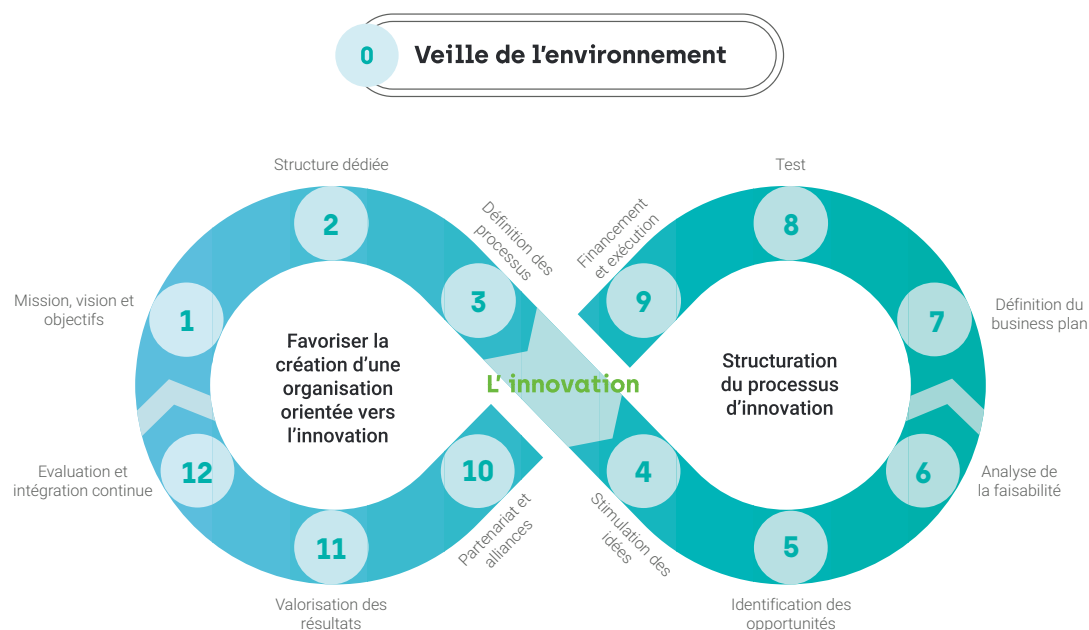 0 Veille de l'environnement
Structure dédiée
2
Définition des
processus
3
Mission, vision et
objectifs
1
Favoriser la
création d'une
organisation
orientée vers
l'innovation
12
Evaluation et
intégration continue
11
Valorisation des
résultats
10
Partenariat et
alliances
L' innovation
Financement
et exécution
9
Test
8
7
Définition du
business plan
Structuration
du processus
d'innovation
6
Analyse de
la faisabilité
5
Identification des
opportunités
4
Stimulation des
idées